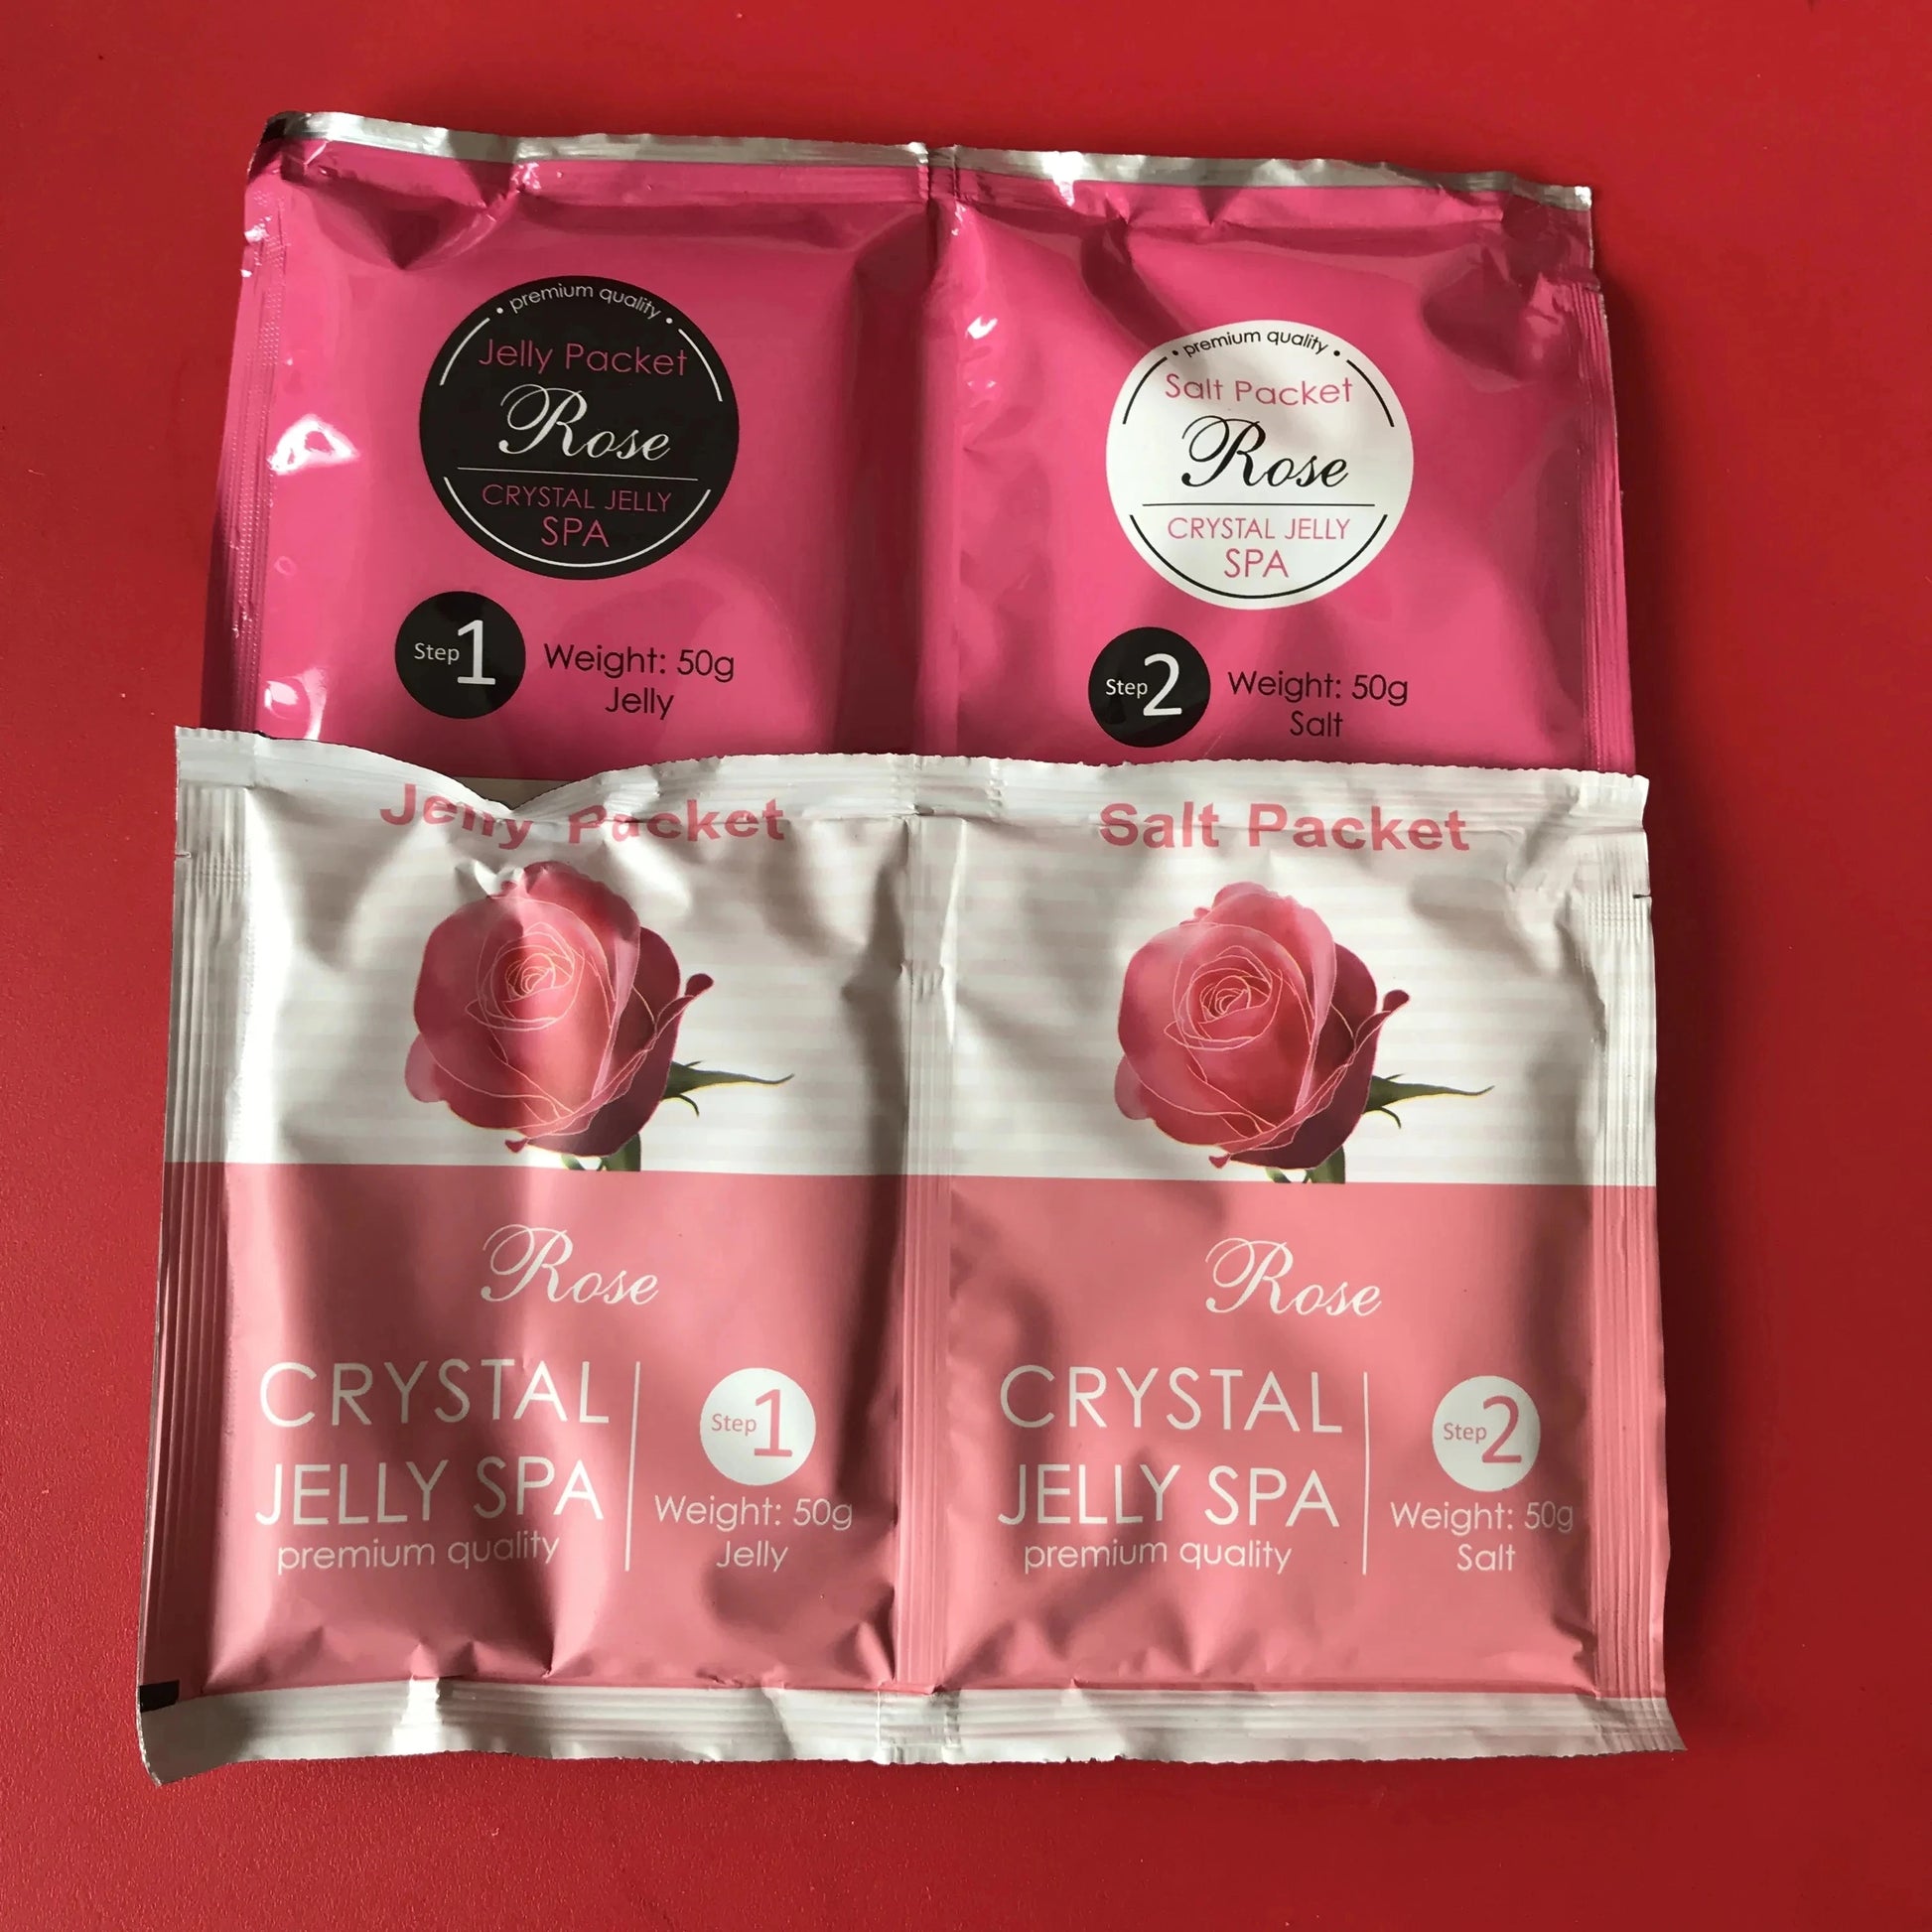 • premium quality •
Jelly Packet
Rose
CRYSTAL JELLY
SPA
Step 1
Weight: 50g
Jelly
• premium quality •
Salt Packet
Rose
CRYSTAL JELLY
SPA
Step 2
Weight: 50g
Salt
Jelly Packet
Rose
CRYSTAL
JELLY SPA
premium quality
Step 1
Weight: 50g
Jelly
Salt Packet
Rose
CRYSTAL
JELLY SPA
premium quality
Step 2
Weight: 50g
Salt